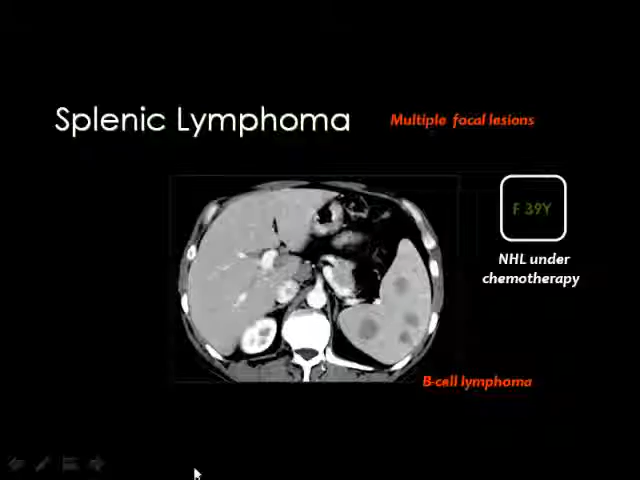 Splenic Lymphoma
Multiple focal lesions
F 39Y
NHL under
chemotherapy
B-cell lymphoma